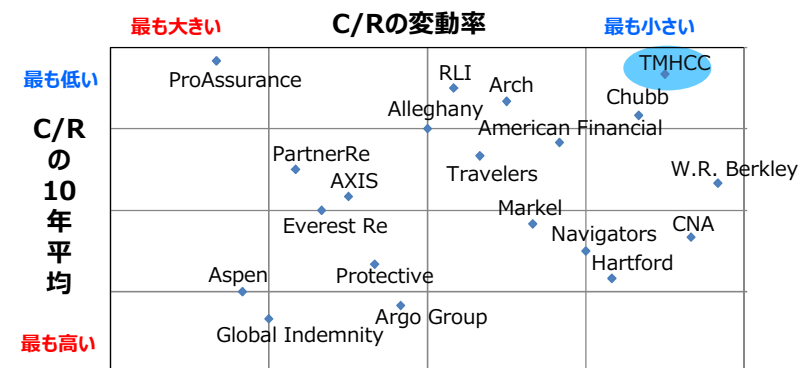 最も大きい
C/Rの変動率
最も小さい
最も低い
C/R
の
10
年
平
均
最も高い
ProAssurance
RLI
Arch
TMHCC
Chubb
Alleghany
American Financial
PartnerRe
AXIS
Travelers
W.R. Berkley
Everest Re
Markel
Navigators
CNA
Hartford
Aspen
Protective
Global Indemnity
Argo Group